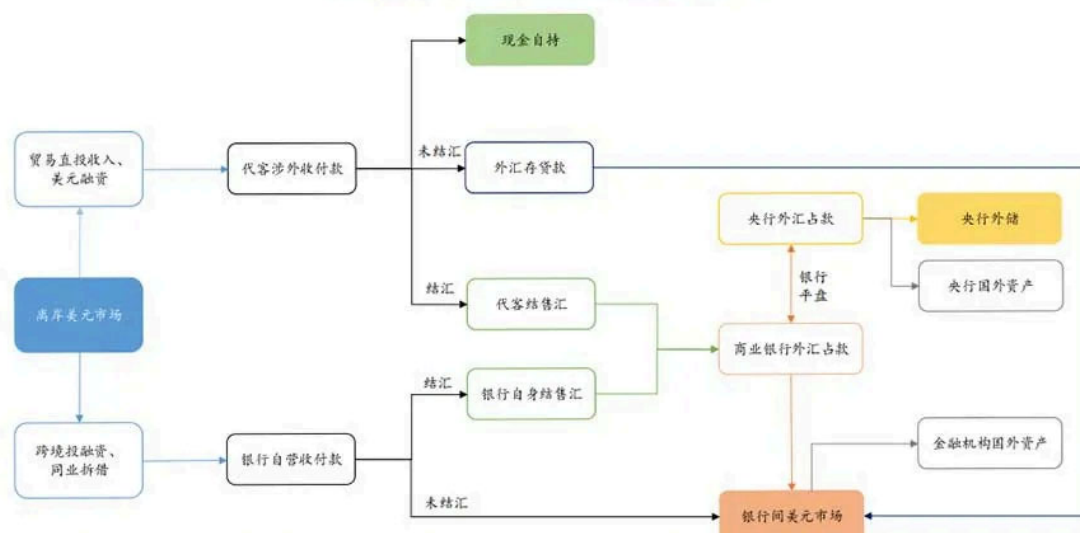 现金自持
贸易直投收入、
美元融资
代客涉外收付款
未结汇
外汇存贷款
央行外汇占款
央行外储
离岸美元市场
结汇
代客结售汇
银行
平盘
央行国外资产
商业银行外汇占款
结汇
银行自身结售汇
跨境投融资、
同业拆借
银行自营收付款
金融机构国外资产
未结汇
银行间美元市场